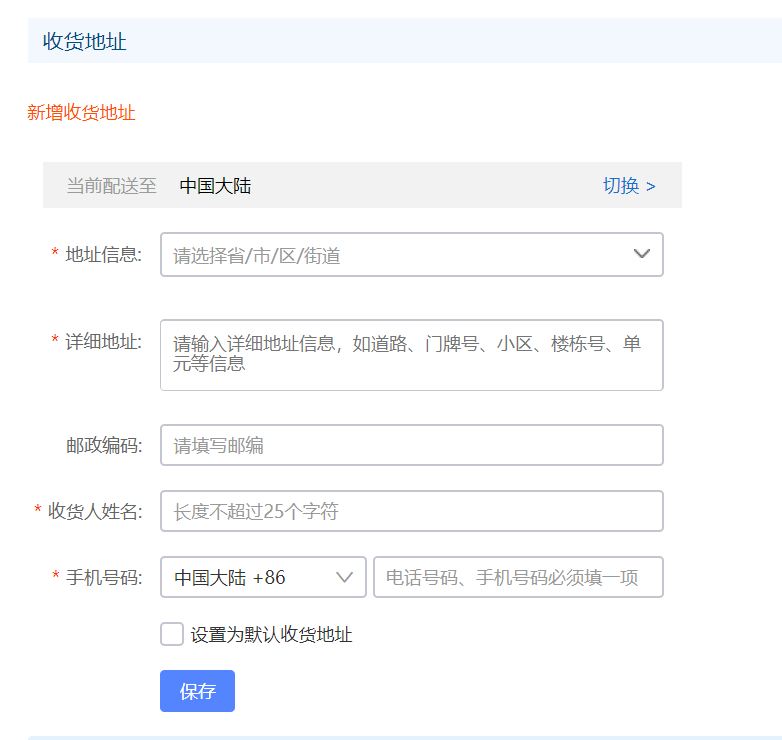 收货地址
新增收货地址
当前配送至 中国大陆 切换 >
* 地址信息: 请选择省/市/区/街道
* 详细地址: 请输入详细地址信息，如道路、门牌号、小区、楼栋号、单
元等信息
邮政编码: 请填写邮编
* 收货人姓名: 长度不超过25个字符
* 手机号码: 中国大陆 +86 电话号码、手机号码必须填一项
设置为默认收货地址
保存